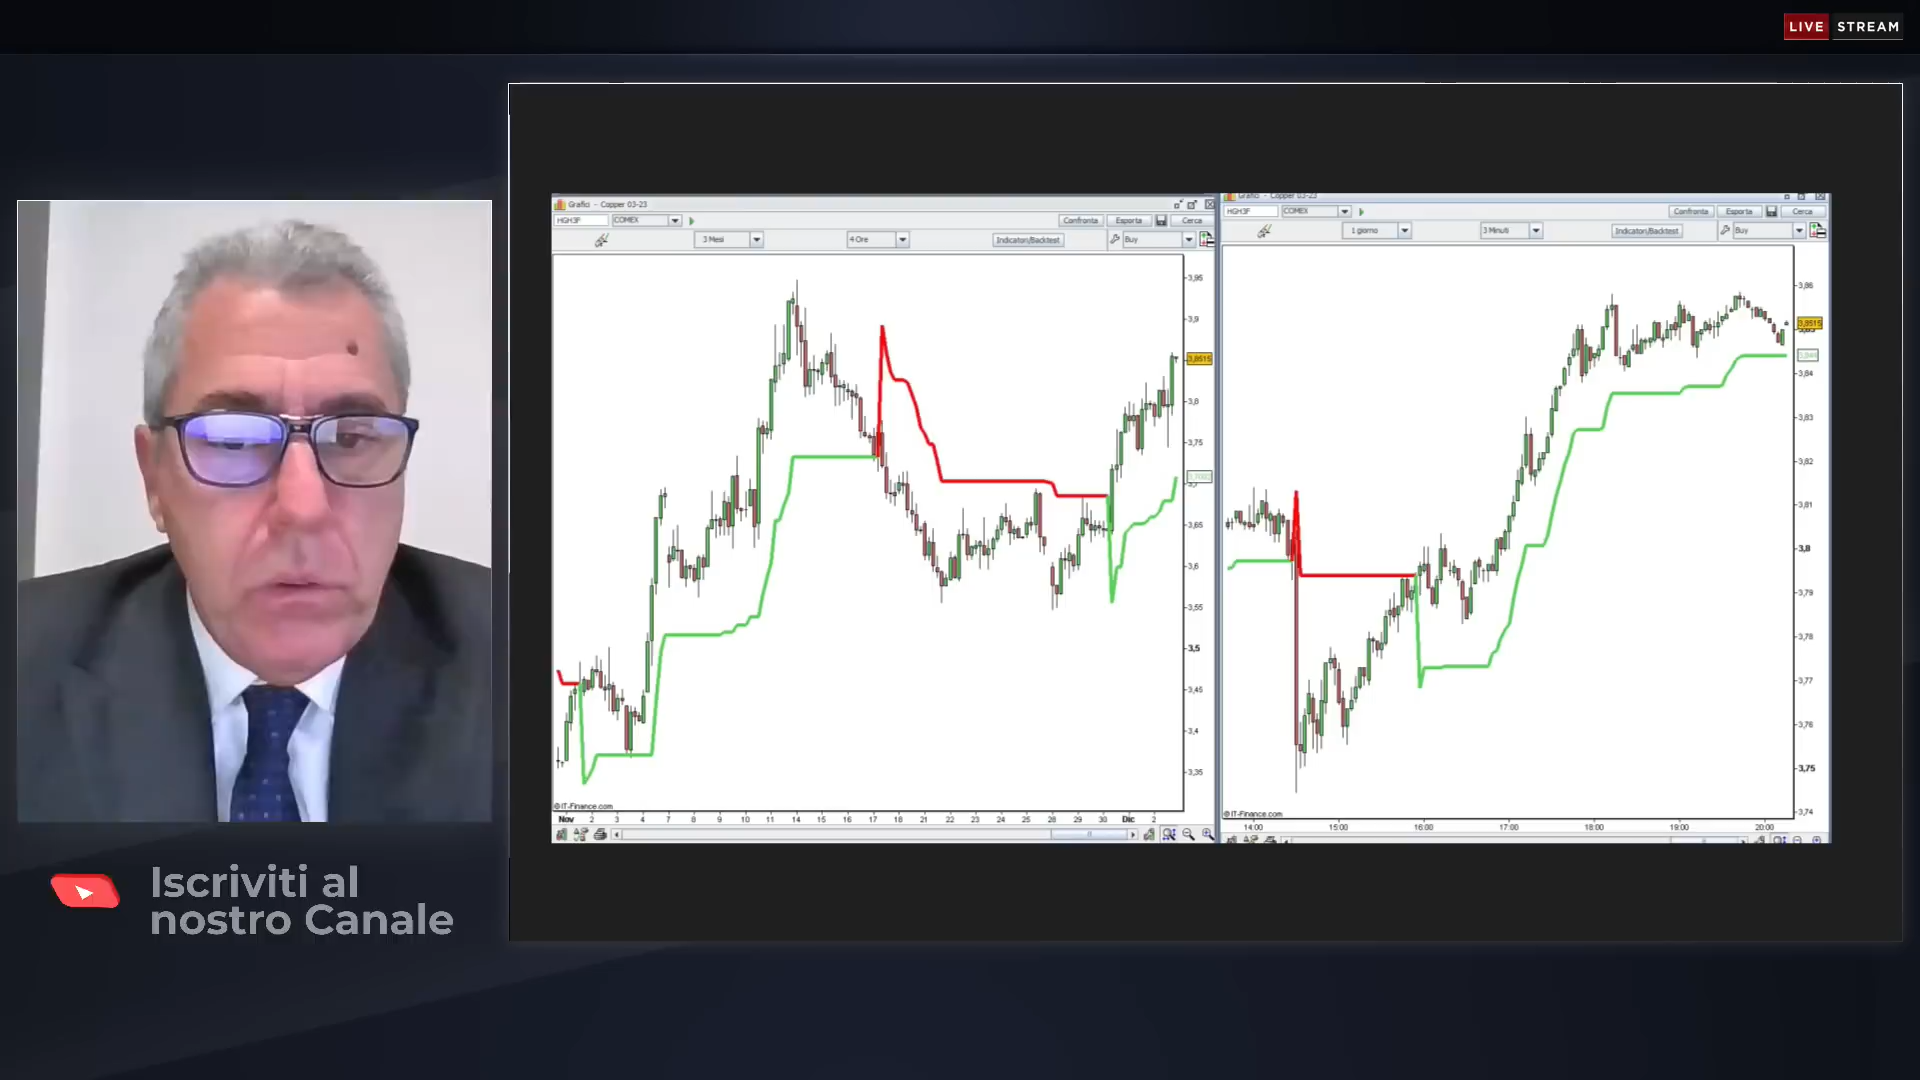 LIVE STREAM
Grafici - Copper 03-23
HGH3F COMEX Confronta Esporta Cerca
3 Mesi 4 Ore Indicatori/Backtest Buy
3,95
3,9
3,8515
3,8
3,75
3,65
3,6
3,55
3,5
3,45
3,4
3,35
© IT-Finance.com
Nov 2 3 4 7 8 9 10 11 14 15 16 17 18 21 22 23 24 25 28 29 30 Dic 2
Grafici - Copper 03-23
HGH3F COMEX Confronta Esporta Cerca
1 giorno 3 Minuti Indicatori/Backtest Buy
3,86
3,8515
3,844
3,84
3,83
3,82
3,81
3,8
3,79
3,78
3,77
3,76
3,75
3,74
© IT-Finance.com
14:00 15:00 16:00 17:00 18:00 19:00 20:00
Iscriviti al
nostro Canale